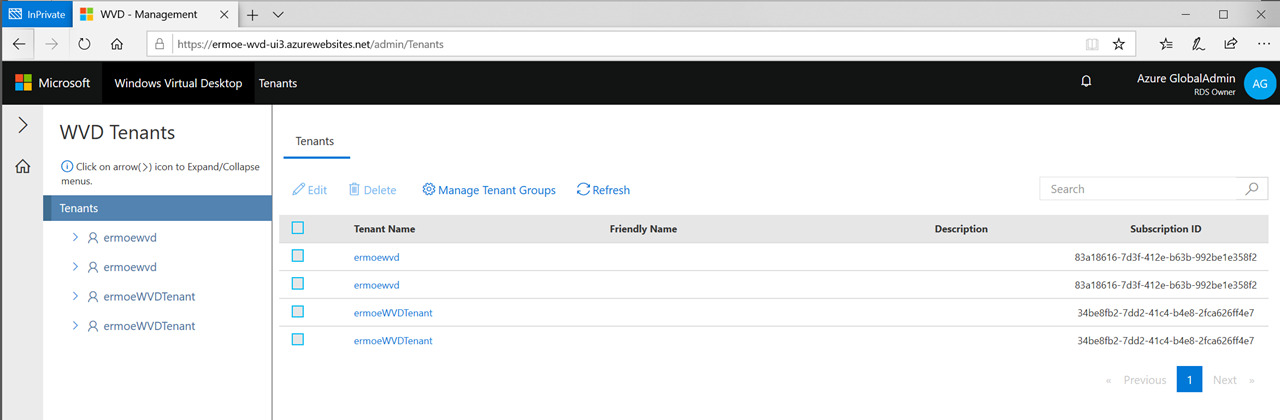 InPrivate
WVD - Management
https://ermoe-wvd-ui3.azurewebsites.net/admin/Tenants
Microsoft
Windows Virtual Desktop
Tenants
Azure GlobalAdmin
RDS Owner
AG
WVD Tenants
Click on arrow(>) icon to Expand/Collapse
menus.
Tenants
ermoewvd
ermoewvd
ermoeWVDTenant
ermoeWVDTenant
Tenants
Edit Delete Manage Tenant Groups Refresh
Search
Tenant Name Friendly Name Description Subscription ID
ermoewvd 83a18616-7d3f-412e-b63b-992be1e358f2
ermoewvd 83a18616-7d3f-412e-b63b-992be1e358f2
ermoeWVDTenant 34be8fb2-7dd2-41c4-b4e8-2fca626ff4e7
ermoeWVDTenant 34be8fb2-7dd2-41c4-b4e8-2fca626ff4e7
« Previous 1 Next »